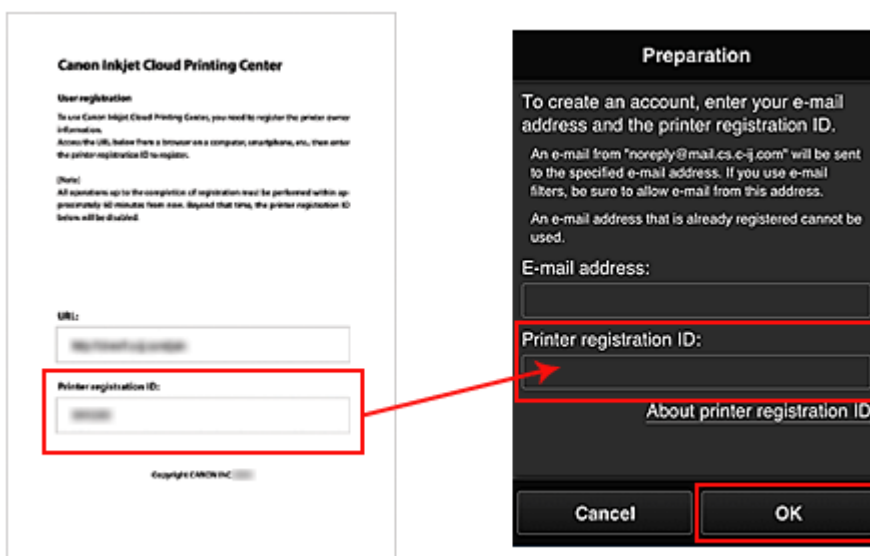 Canon Inkjet Cloud Printing Center
User registration
To use Canon Inkjet Cloud Printing Center, you need to register the printer owner
information.
Access the URL below from a browser on a computer, smartphone, etc., then enter
the printer registration ID to register.
[Note]
All operations up to the completion of registration must be performed within ap-
proximately 60 minutes from now. Beyond that time, the printer registration ID
below will be disabled.
URL:
Printer registration ID:
Copyright CANON INC.
Preparation
To create an account, enter your e-mail
address and the printer registration ID.
An e-mail from "noreply@mail.cs.c-ij.com" will be sent
to the specified e-mail address. If you use e-mail
filters, be sure to allow e-mail from this address.
An e-mail address that is already registered cannot be
used.
E-mail address:
Printer registration ID:
About printer registration ID
Cancel
OK